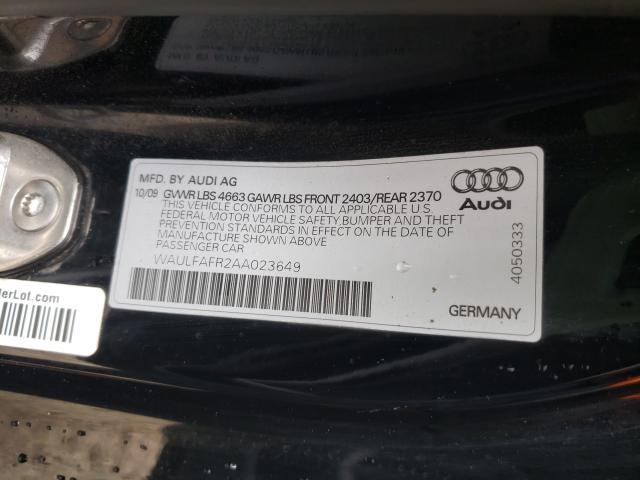 MFD. BY AUDI AG
10/09 GVWR LBS 4663 GAWR LBS FRONT 2403/REAR 2370
THIS VEHICLE CONFORMS TO ALL APPLICABLE U.S
FEDERAL MOTOR VEHICLE SAFETY BUMPER AND THEFT
PREVENTION STANDARDS IN EFFECT ON THE DATE OF
MANUFACTURE SHOWN ABOVE
PASSENGER CAR
WAULFAFR2AA023649
Audi
4050333
GERMANY
erLot.com